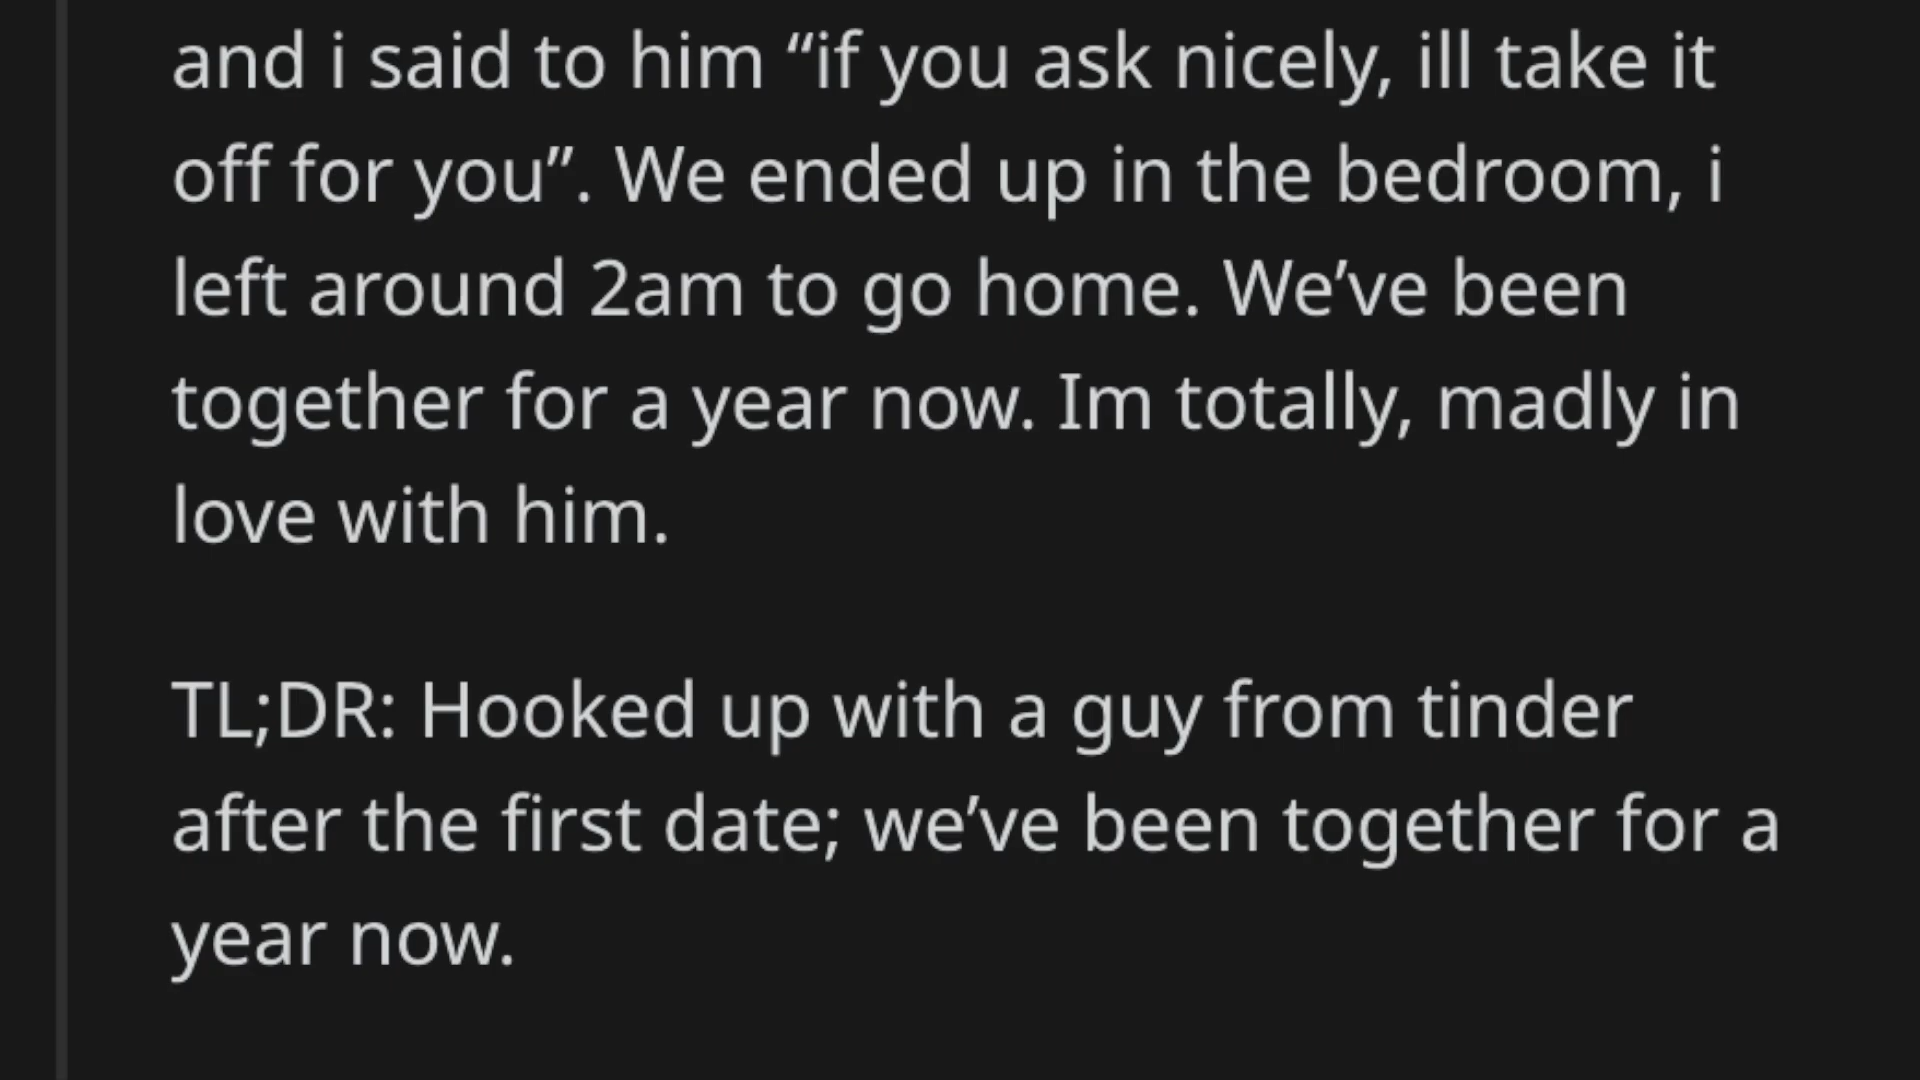 and i said to him “if you ask nicely, ill take it
off for you”. We ended up in the bedroom, i
left around 2am to go home. We’ve been
together for a year now. Im totally, madly in
love with him.
TL;DR: Hooked up with a guy from tinder
after the first date; we’ve been together for a
year now.